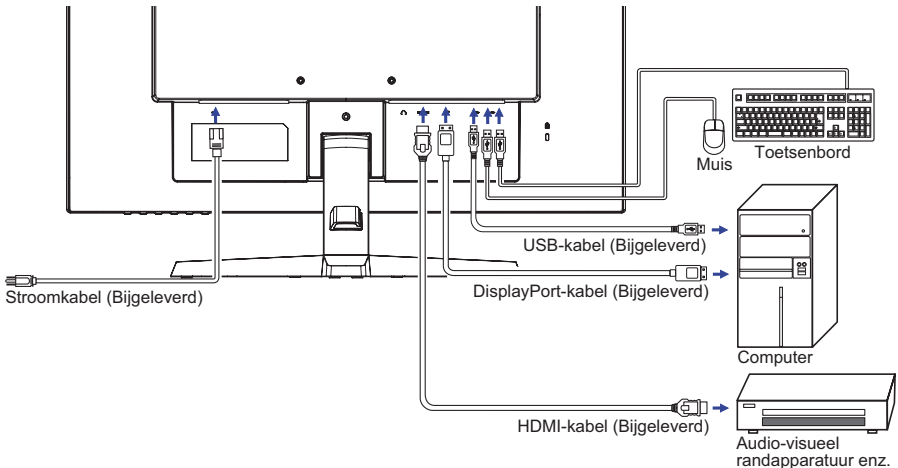 Muis
Toetsenbord
USB-kabel (Bijgeleverd)
Stroomkabel (Bijgeleverd)
DisplayPort-kabel (Bijgeleverd)
Computer
HDMI-kabel (Bijgeleverd)
Audio-visueel
randapparatuur enz.